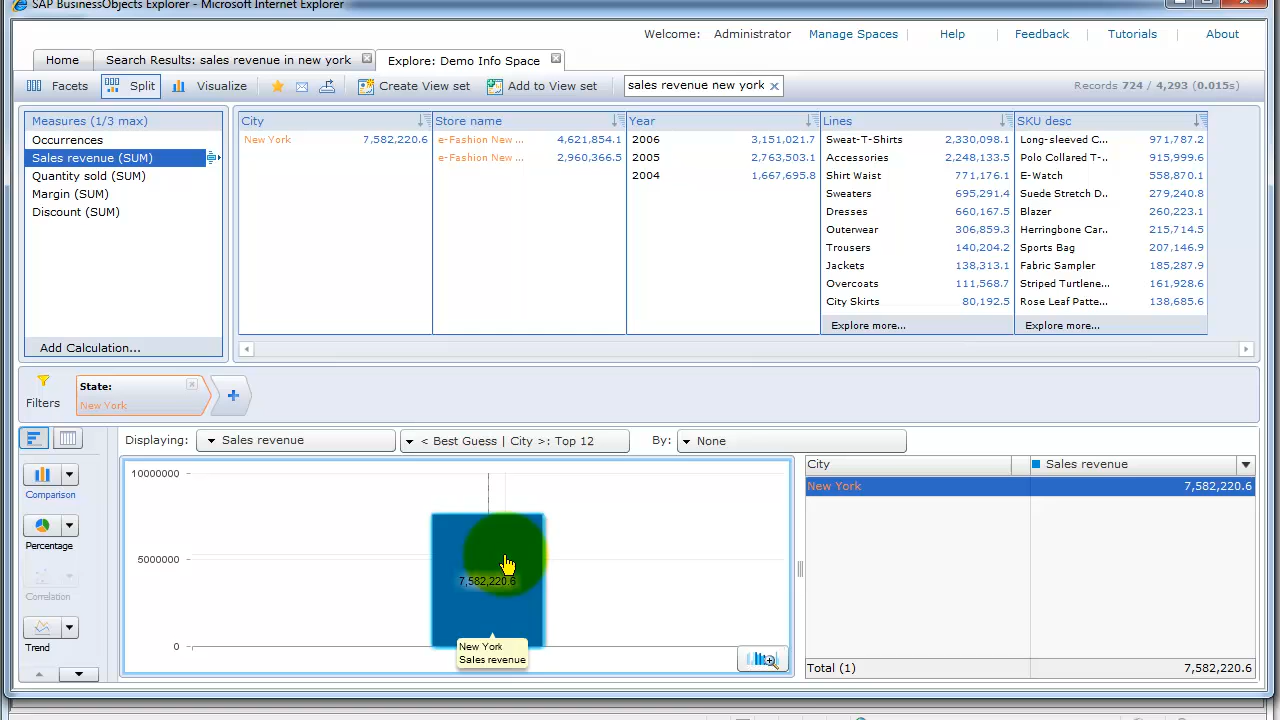 SAP BusinessObjects Explorer - Microsoft Internet Explorer
Welcome: Administrator Manage Spaces | Help | Feedback | Tutorials | About
Home Search Results: sales revenue in new york Explore: Demo Info Space
Facets Split Visualize Create View set Add to View set sales revenue new york Records 724 / 4,293 (0.015s)
Measures (1/3 max)
Occurrences
Sales revenue (SUM)
Quantity sold (SUM)
Margin (SUM)
Discount (SUM)
Add Calculation...
City
New York 7,582,220.6
Store name
e-Fashion New ... 4,621,854.1
e-Fashion New ... 2,960,366.5
Year
2006 3,151,021.7
2005 2,763,503.1
2004 1,667,695.8
Lines
Sweat-T-Shirts 2,330,098.1
Accessories 2,248,133.5
Shirt Waist 771,176.1
Sweaters 695,291.4
Dresses 660,167.5
Outerwear 306,859.3
Trousers 140,204.2
Jackets 138,313.1
Overcoats 111,568.7
City Skirts 80,192.5
Explore more...
SKU desc
Long-sleeved C... 971,787.2
Polo Collared T-.. 915,999.6
E-Watch 558,870.1
Suede Stretch D.. 279,240.8
Blazer 260,223.1
Herringbone Car.. 215,714.5
Sports Bag 207,146.9
Fabric Sampler 185,287.9
Striped Turtlene.. 161,928.6
Rose Leaf Patte... 138,685.6
Explore more...
Filters
State:
New York
Displaying: Sales revenue < Best Guess | City >: Top 12 By: None
Comparison
Percentage
Correlation
Trend
10000000
5000000
0
7,582,220.6
New York
Sales revenue
City Sales revenue
New York 7,582,220.6
Total (1) 7,582,220.6